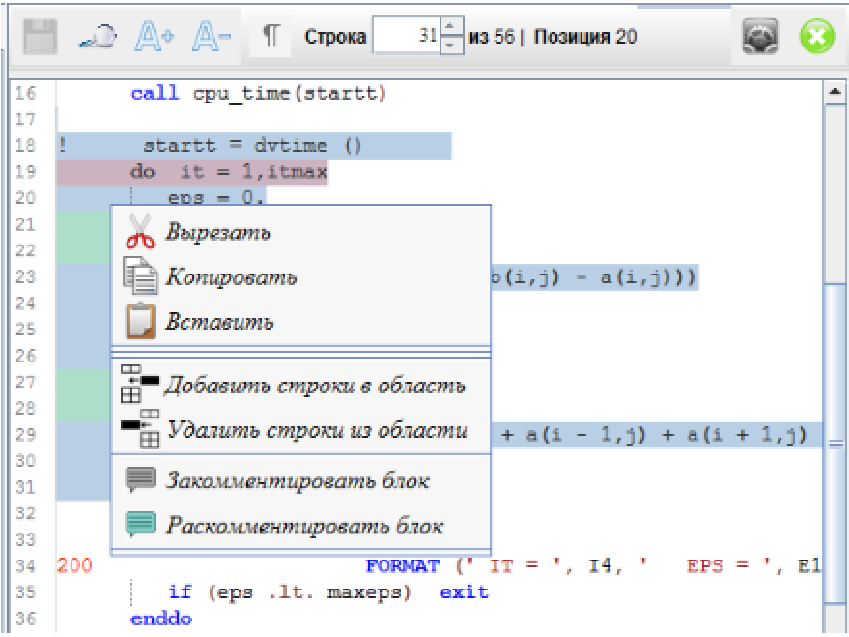 A+ A- ¶ Строка 31 из 56 | Позиция 20
16 call cpu_time(startt)
17
18 ! startt = dvtime ()
19 do it = 1,itmax
20 eps = 0.
21
Вырезать
22
23 Копировать (i,j) - a(i,j)))
24
25 Вставить
26
27 Добавить строки в область
28
29 Удалить строки из области + a(i - 1,j) + a(i + 1,j)
30
31 Закомментировать блок
32
Раскомментировать блок
33
34 200 FORMAT (' IT = ', I4, ' EPS = ', E1
35 if (eps .lt. maxeps) exit
36 enddo